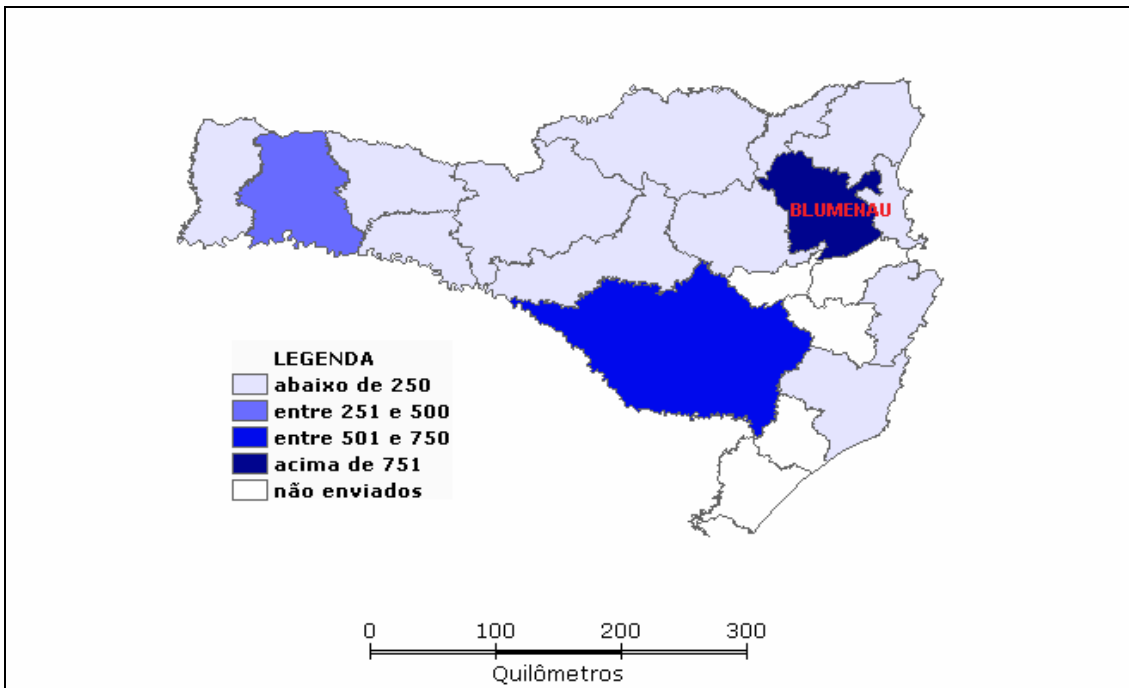 BLUMENAU
LEGENDA
abaixo de 250
entre 251 e 500
entre 501 e 750
acima de 751
não enviados
0 100 200 300
Quilômetros